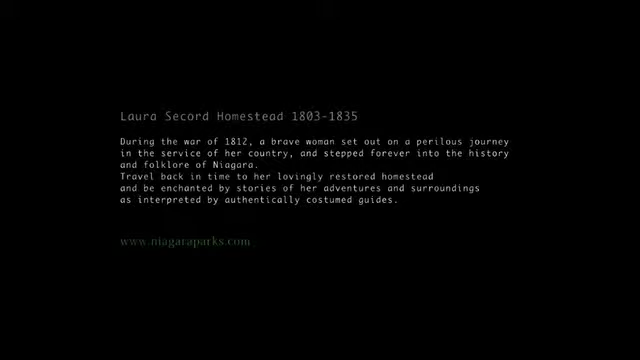 Laura Secord Homestead 1803-1835
During the war of 1812, a brave woman set out on a perilous journey
in the service of her country, and stepped forever into the history
and folklore of Niagara.
Travel back in time to her lovingly restored homestead
and be enchanted by stories of her adventures and surroundings
as interpreted by authentically costumed guides.
www.niagaraparks.com